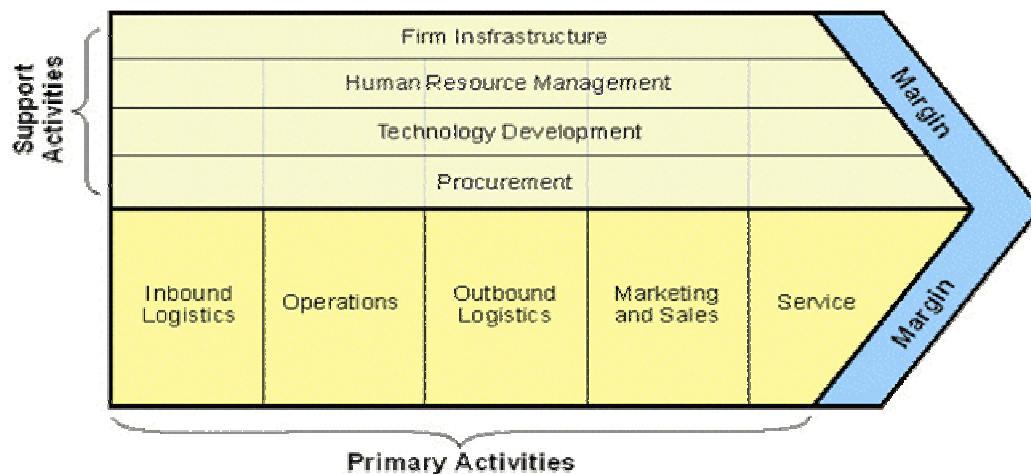 Support
Activities
Firm Insfrastructure
Human Resource Management
Technology Development
Procurement
Margin
Inbound
Logistics
Operations
Outbound
Logistics
Marketing
and Sales
Service
Margin
Primary Activities